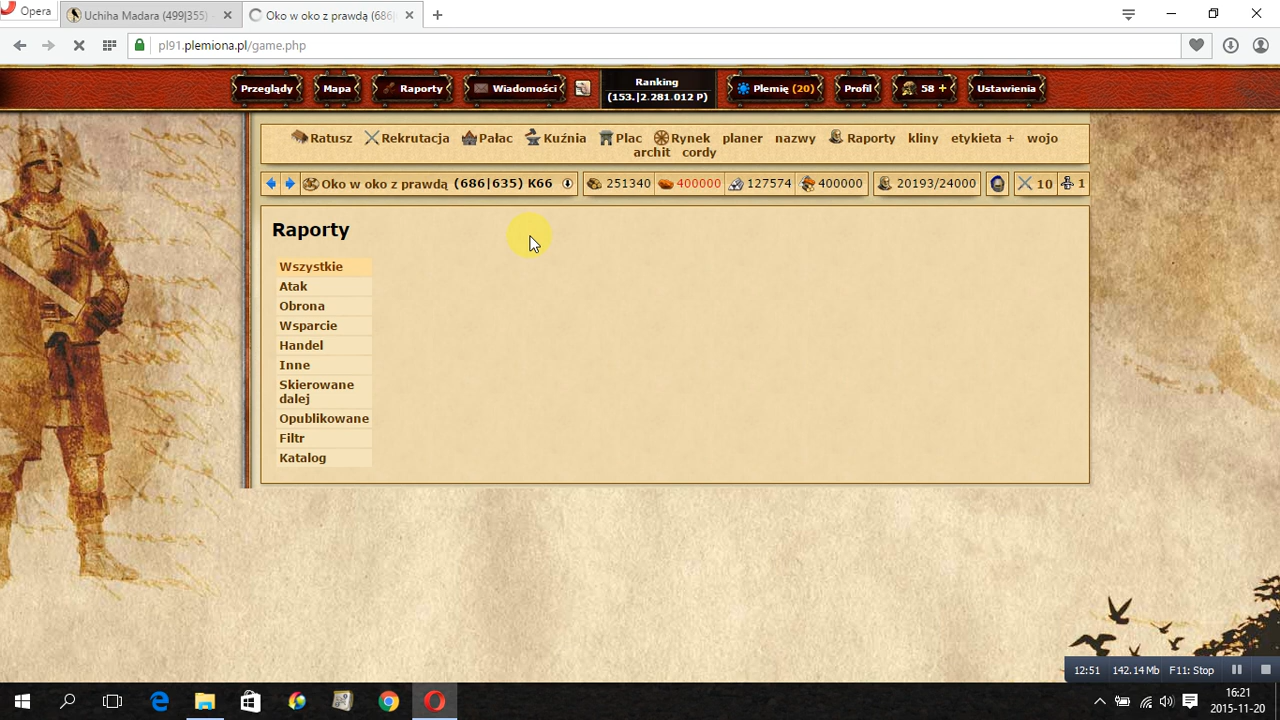 Opera
Uchiha Madara (499|355) -
Oko w oko z prawdą (686|
pl91.plemiona.pl/game.php
Przeglądy
Mapa
Raporty
Wiadomości
Ranking
(153.|2.281.012 P)
Plemię (20)
Profil
58 +
Ustawienia
Ratusz Rekrutacja Pałac Kuźnia Plac Rynek planer nazwy Raporty kliny etykieta + wojo
archit cordy
Oko w oko z prawdą (686|635) K66
251340 400000 127574 400000
20193/24000
10 1
Raporty
Wszystkie
Atak
Obrona
Wsparcie
Handel
Inne
Skierowane
dalej
Opublikowane
Filtr
Katalog
12:51 142.14 Mb F11: Stop
16:21
2015-11-20